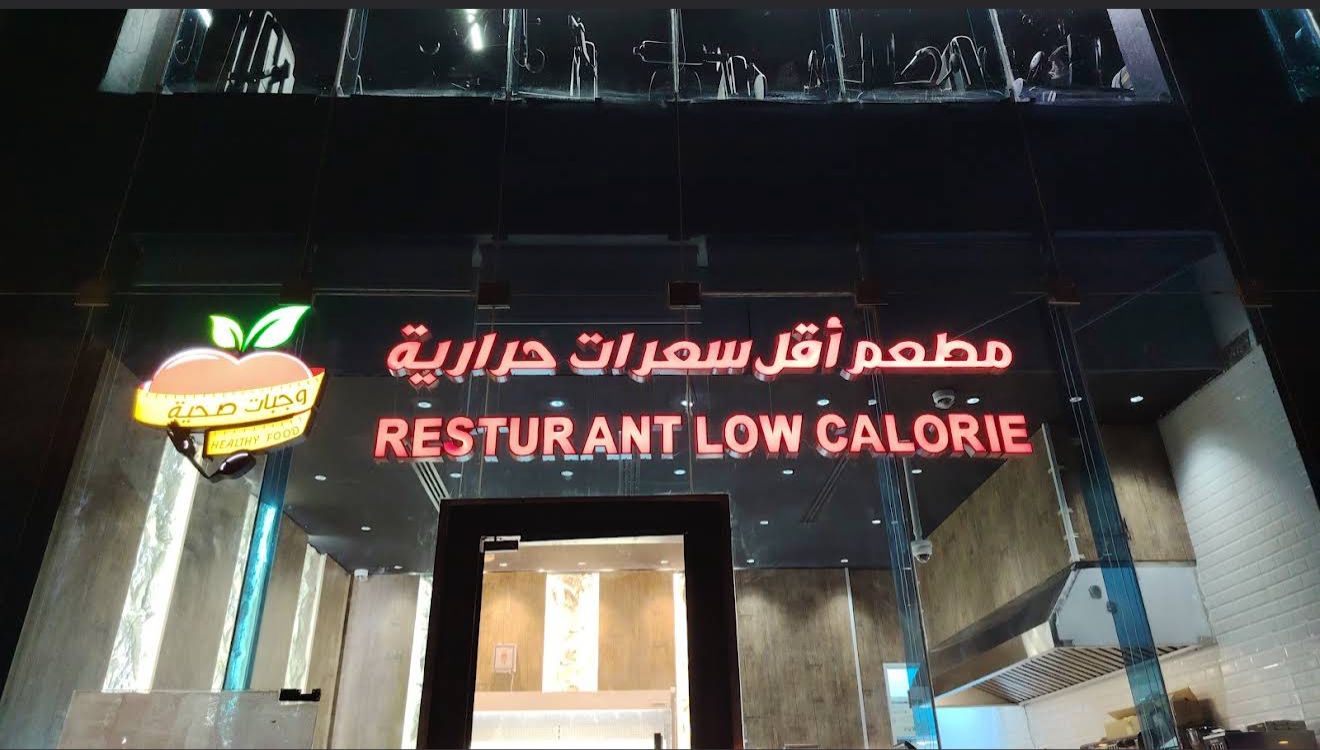 مطعم أقل سعرات حرارية
RESTURANT LOW CALORIE
وجبات صحية
HEALTHY FOOD